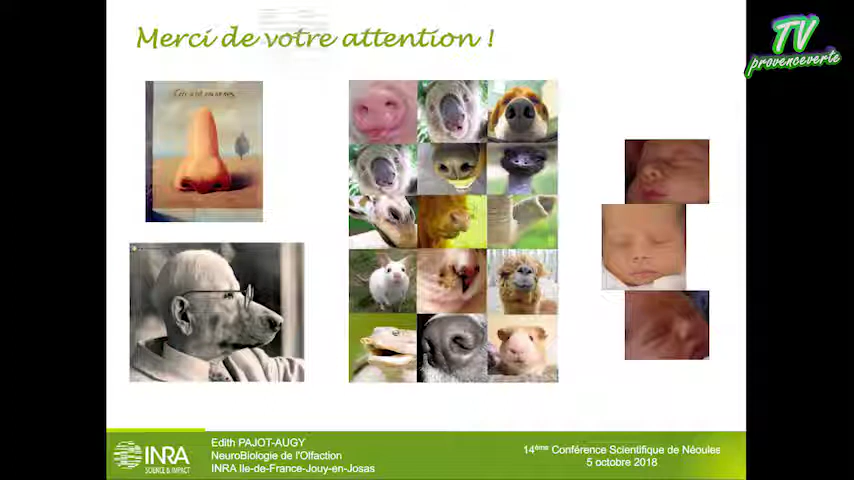 Merci de votre attention !
TV
provenceverte
INRA
SCIENCE & IMPACT
Edith PAJOT-AUGY
NeuroBiologie de l'Olfaction
INRA Ile-de-France-Jouy-en-Josas
14ème Conférence Scientifique de Néoules
5 octobre 2018